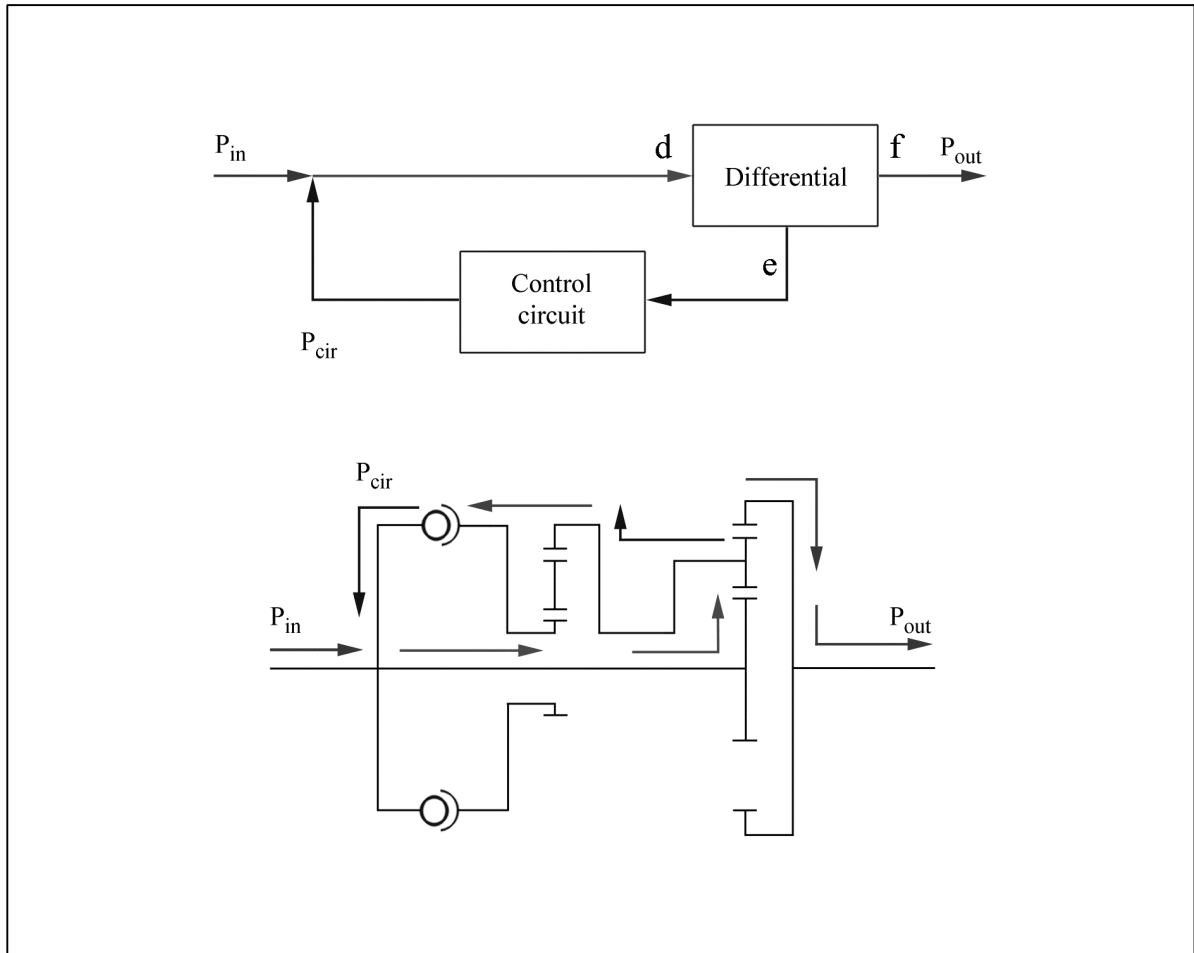 P_in
d
f
P_out
Differential
e
Control
circuit
P_cir
P_cir
P_in
P_out